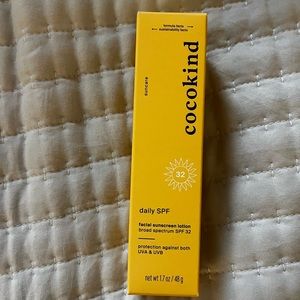 formula facts
sustainability facts
suncare
cocokind
32
daily SPF
facial sunscreen lotion
broad spectrum SPF 32
protection against both
UVA & UVB
net wt 1.7 oz / 48 g